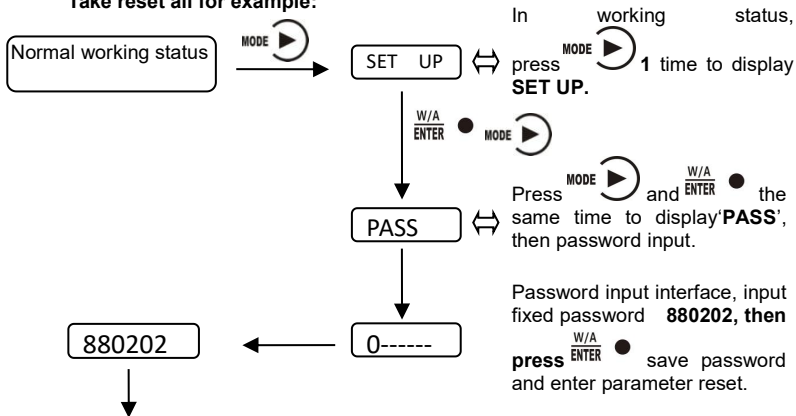 Take reset all for example:
Normal working status
MODE
SET UP
In working status,
press MODE 1 time to display
SET UP.
W/A
ENTER
MODE
PASS
Press MODE and W/A ENTER the
same time to display'PASS',
then password input.
880202
0------
Password input interface, input
fixed password 880202, then
press W/A ENTER save password
and enter parameter reset.